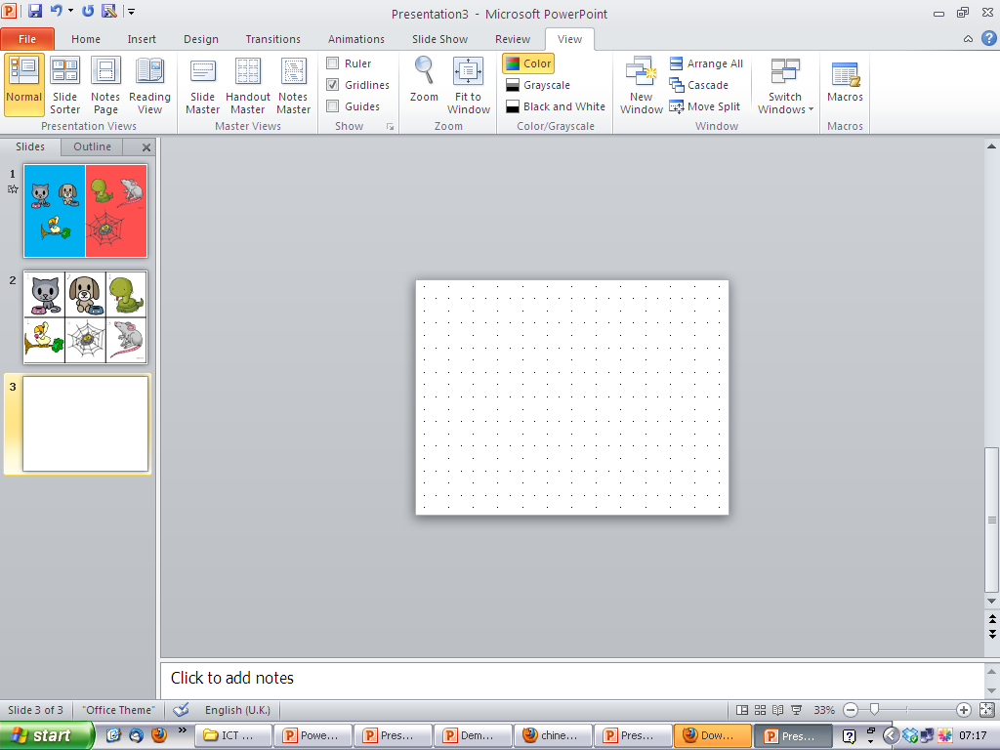 Presentation3 - Microsoft PowerPoint
File Home Insert Design Transitions Animations Slide Show Review View
Normal Slide Sorter Notes Page Reading View
Presentation Views
Slide Master Handout Master Notes Master
Master Views
Ruler
Gridlines
Guides
Show
Zoom Fit to Window
Zoom
Color
Grayscale
Black and White
Color/Grayscale
New Window
Arrange All
Cascade
Move Split
Switch Windows
Window
Macros
Macros
Slides Outline
1
2
3
Click to add notes
Slide 3 of 3 "Office Theme" English (U.K.) 33%
start ICT ... Powe... Pres... Dem... chine... Pres... Dow... Pres... 07:17